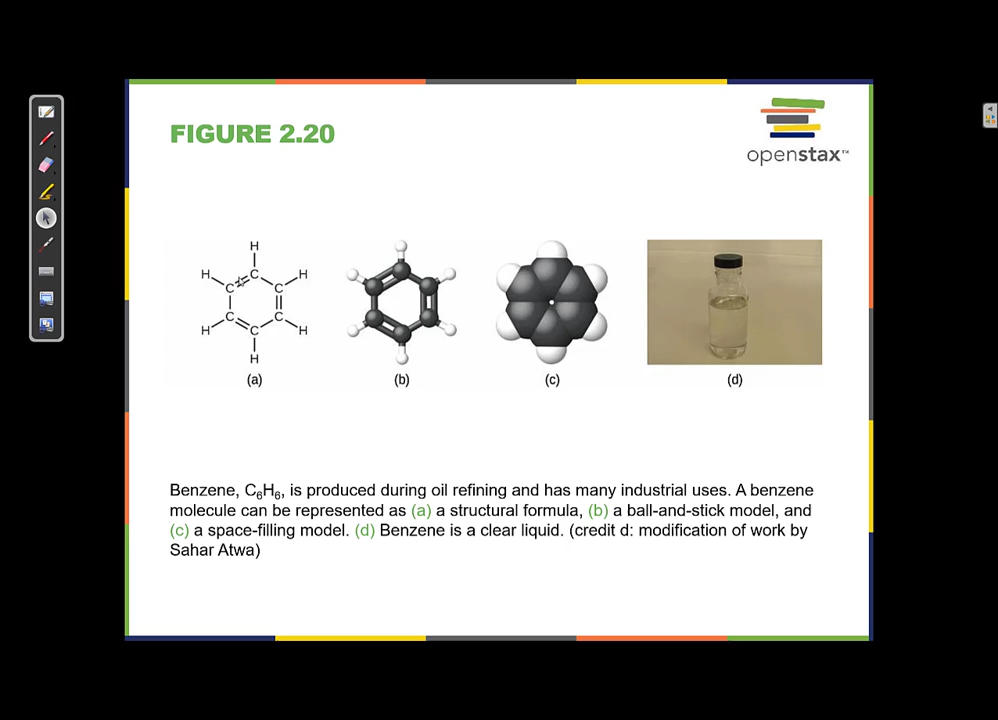 FIGURE 2.20
openstax™
H
H C H
C C
C C
H C H
H
(a) (b) (c) (d)
Benzene, C₆H₆, is produced during oil refining and has many industrial uses. A benzene
molecule can be represented as (a) a structural formula, (b) a ball-and-stick model, and
(c) a space-filling model. (d) Benzene is a clear liquid. (credit d: modification of work by
Sahar Atwa)